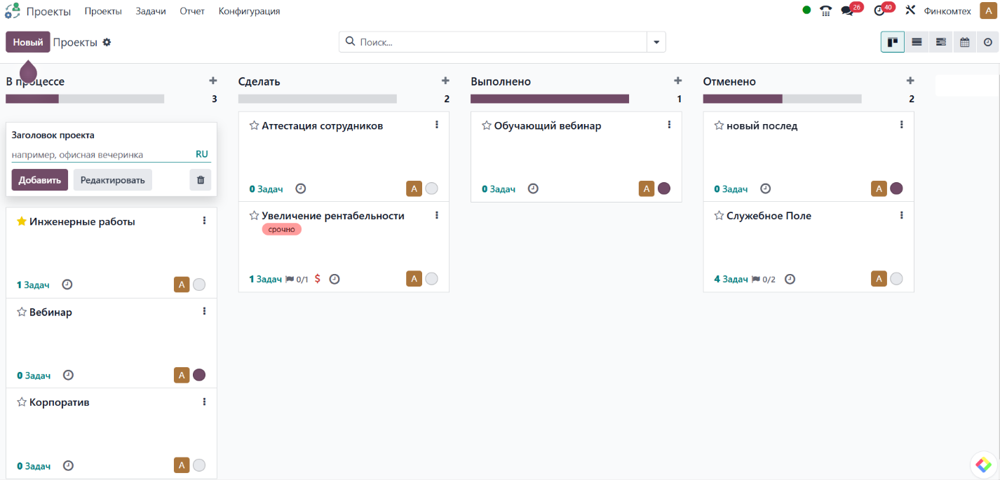 Проекты Проекты Задачи Отчет Конфигурация 26 40 Финкомтех A
Новый Проекты Поиск...
В процессе
3
Заголовок проекта
например, офисная вечеринка RU
Добавить Редактировать
Инженерные работы
1 Задач A
Вебинар
0 Задач A
Корпоратив
0 Задач A
Сделать
2
Аттестация сотрудников
0 Задач A
Увеличение рентабельности
срочно
1 Задач 0/1 $ A
Выполнено
1
Обучающий вебинар
0 Задач A
Отменено
2
новый послед
0 Задач A
Служебное Поле
4 Задач 0/2 A